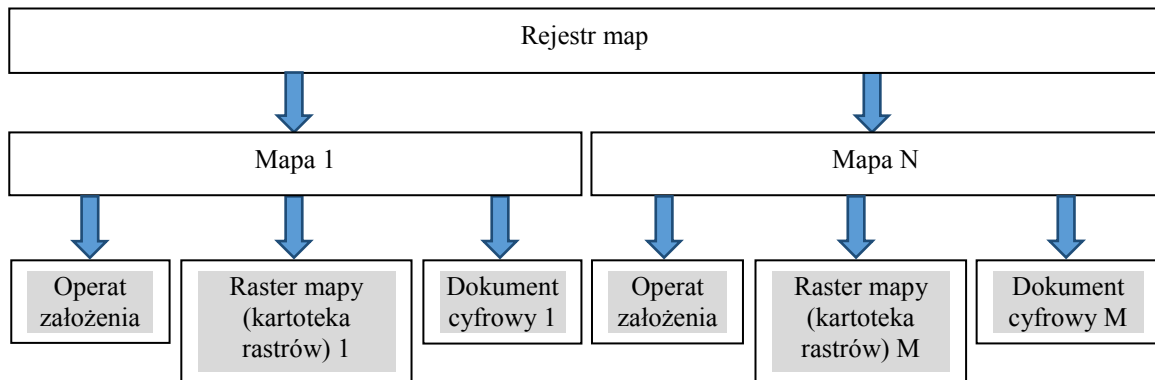 Rejestr map
Mapa 1
Mapa N
Operat
założenia
Raster mapy
(kartoteka
rastrów) 1
Dokument
cyfrowy 1
Operat
założenia
Raster mapy
(kartoteka
rastrów) M
Dokument
cyfrowy M